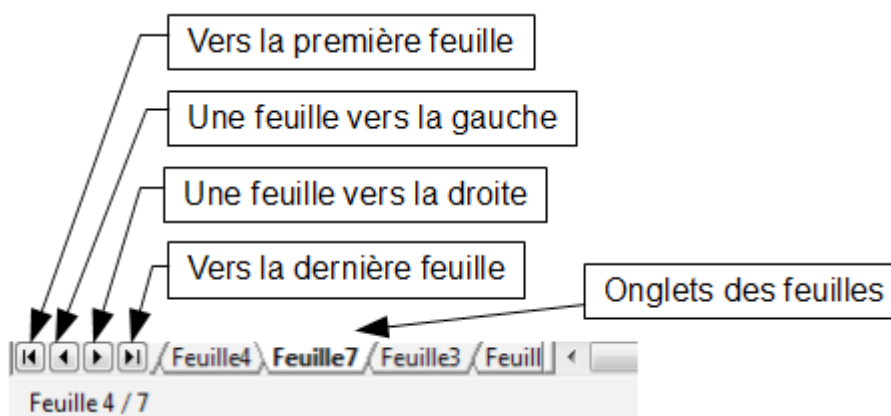 Vers la première feuille
Une feuille vers la gauche
Une feuille vers la droite
Vers la dernière feuille
Onglets des feuilles
Feuille4 Feuille7 Feuille3 Feuill
Feuille 4 / 7